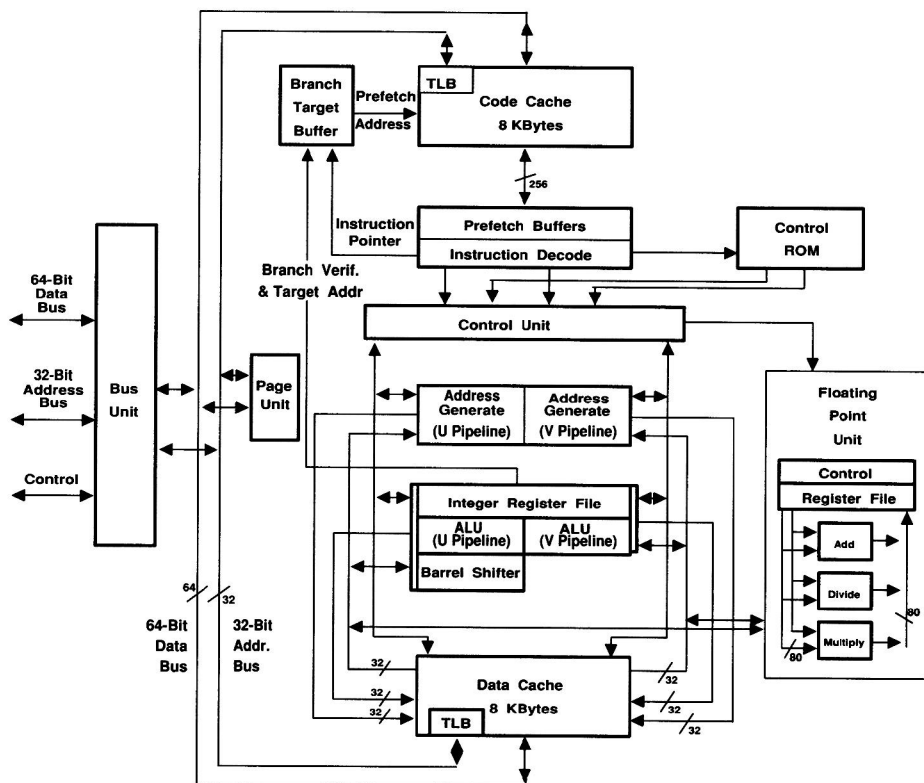 TLB
Code Cache
8 KBytes
Branch
Target
Buffer
Prefetch
Address
256
Instruction
Pointer
Prefetch Buffers
Instruction Decode
Control
ROM
Branch Verif.
& Target Addr
Control Unit
64-Bit
Data
Bus
32-Bit
Address
Bus
Control
Bus
Unit
Page
Unit
Address
Generate
(U Pipeline)
Address
Generate
(V Pipeline)
Integer Register File
ALU
(U Pipeline)
ALU
(V Pipeline)
Barrel Shifter
Floating
Point
Unit
Control
Register File
Add
Divide
Multiply
80
80
64
32
64-Bit
Data
Bus
32-Bit
Addr.
Bus
32
32
32
32
32
32
Data Cache
8 KBytes
TLB